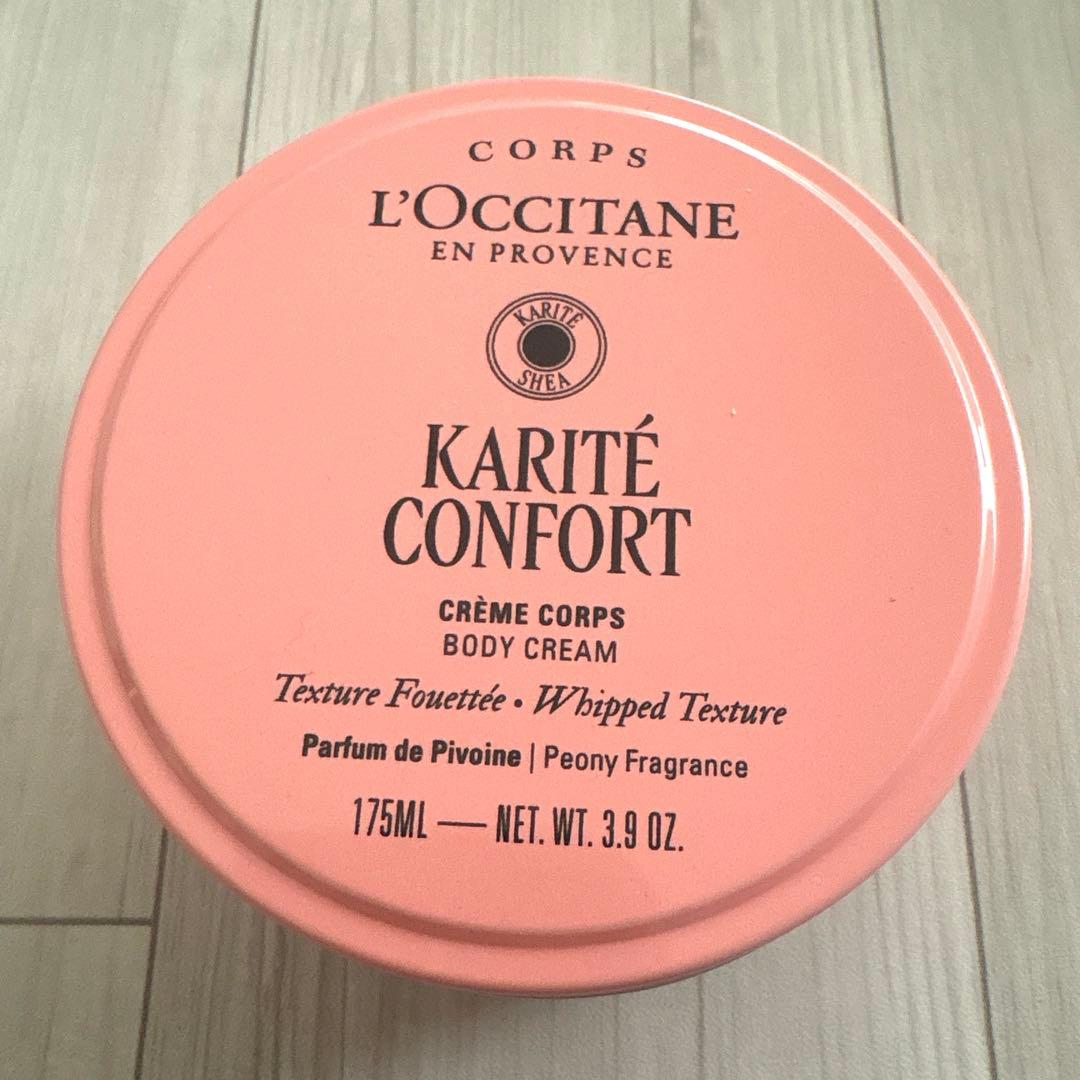 CORPS
L'OCCITANE
EN PROVENCE
KARITÉ
SHEA
KARITÉ
CONFORT
CRÈME CORPS
BODY CREAM
Texture Fouettée • Whipped Texture
Parfum de Pivoine | Peony Fragrance
175ML — NET. WT. 3.9 OZ.